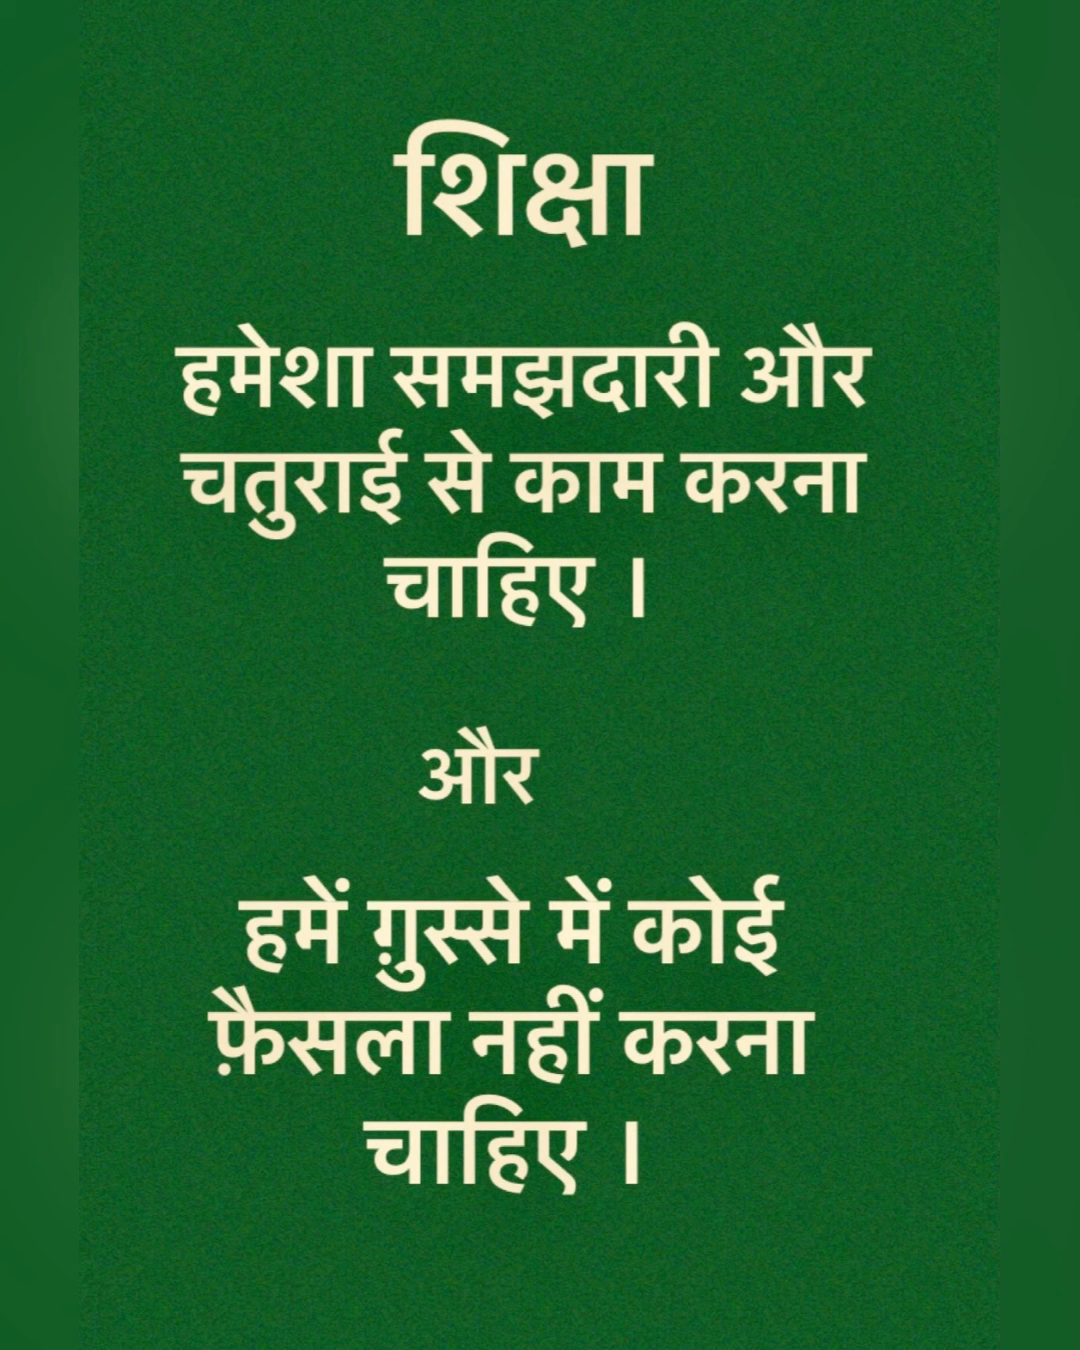 शिक्षा
हमेशा समझदारी और
चतुराई से काम करना
चाहिए ।
और
हमें ग़ुस्से में कोई
फ़ैसला नहीं करना
चाहिए ।